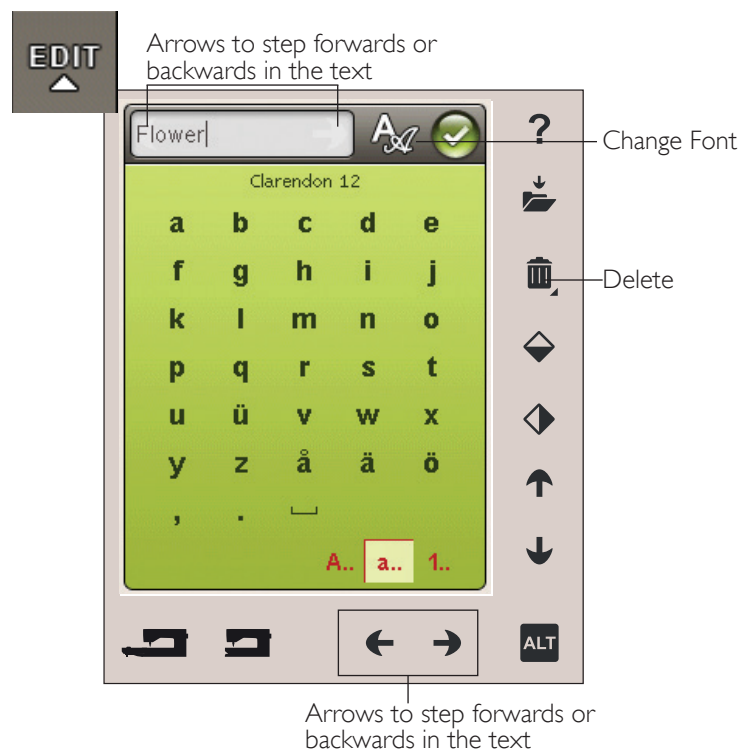 EDIT
Arrows to step forwards or
backwards in the text
Flower
A A
?
Change Font
Clarendon 12
a b c d e
f g h i j
Delete
k l m n o
p q r s t
u ü v w x
y z å ä ö
, .
A.. a.. 1..
ALT
Arrows to step forwards or
backwards in the text